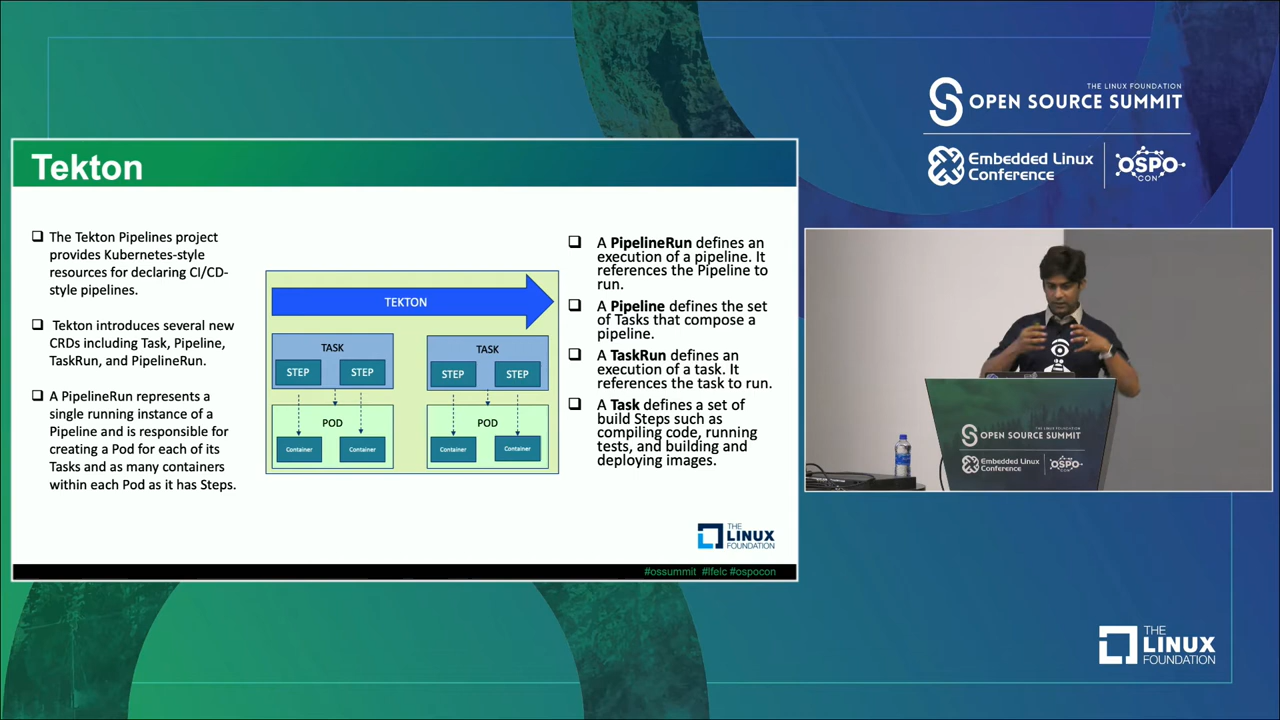 THE LINUX FOUNDATION
OPEN SOURCE SUMMIT
Embedded Linux
Conference
OSPO
CON
Tekton
❑ The Tekton Pipelines project
provides Kubernetes-style
resources for declaring CI/CD-
style pipelines.
❑ Tekton introduces several new
CRDs including Task, Pipeline,
TaskRun, and PipelineRun.
❑ A PipelineRun represents a
single running instance of a
Pipeline and is responsible for
creating a Pod for each of its
Tasks and as many containers
within each Pod as it has Steps.
TEKTON
TASK
STEP
STEP
POD
Container
Container
TASK
STEP
STEP
POD
Container
Container
❑ A PipelineRun defines an
execution of a pipeline. It
references the Pipeline to
run.
❑ A Pipeline defines the set
of Tasks that compose a
pipeline.
❑ A TaskRun defines an
execution of a task. It
references the task to run.
❑ A Task defines a set of
build Steps such as
compiling code, running
tests, and building and
deploying images.
THE
LINUX
FOUNDATION
#ossummit #lfelc #ospocon
OPEN SOURCE SUMMIT
Embedded Linux
Conference
OSPO
THE
LINUX
FOUNDATION